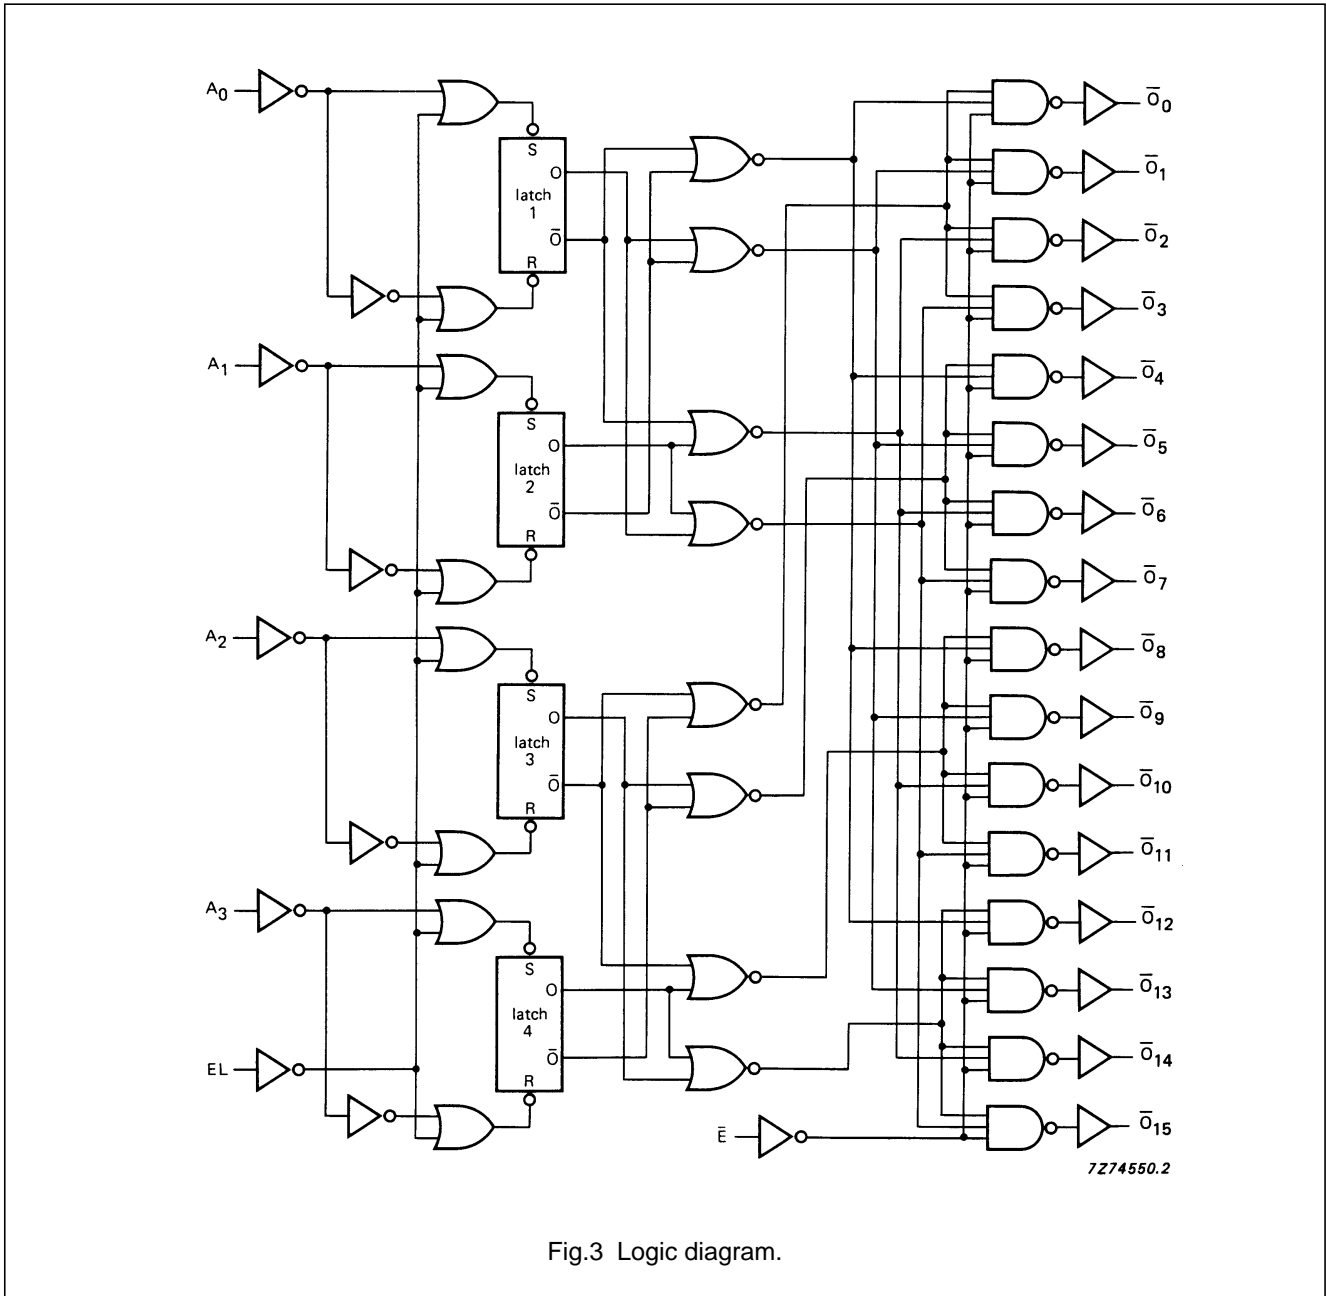 A0
S
O
latch
1
Ō
R
Ō0
Ō1
Ō2
Ō3
A1
S
O
latch
2
Ō
R
Ō4
Ō5
Ō6
Ō7
A2
S
O
latch
3
Ō
R
Ō8
Ō9
Ō10
Ō11
A3
S
O
latch
4
Ō
R
EL
Ē
Ō12
Ō13
Ō14
Ō15
7Z74550.2
Fig.3 Logic diagram.